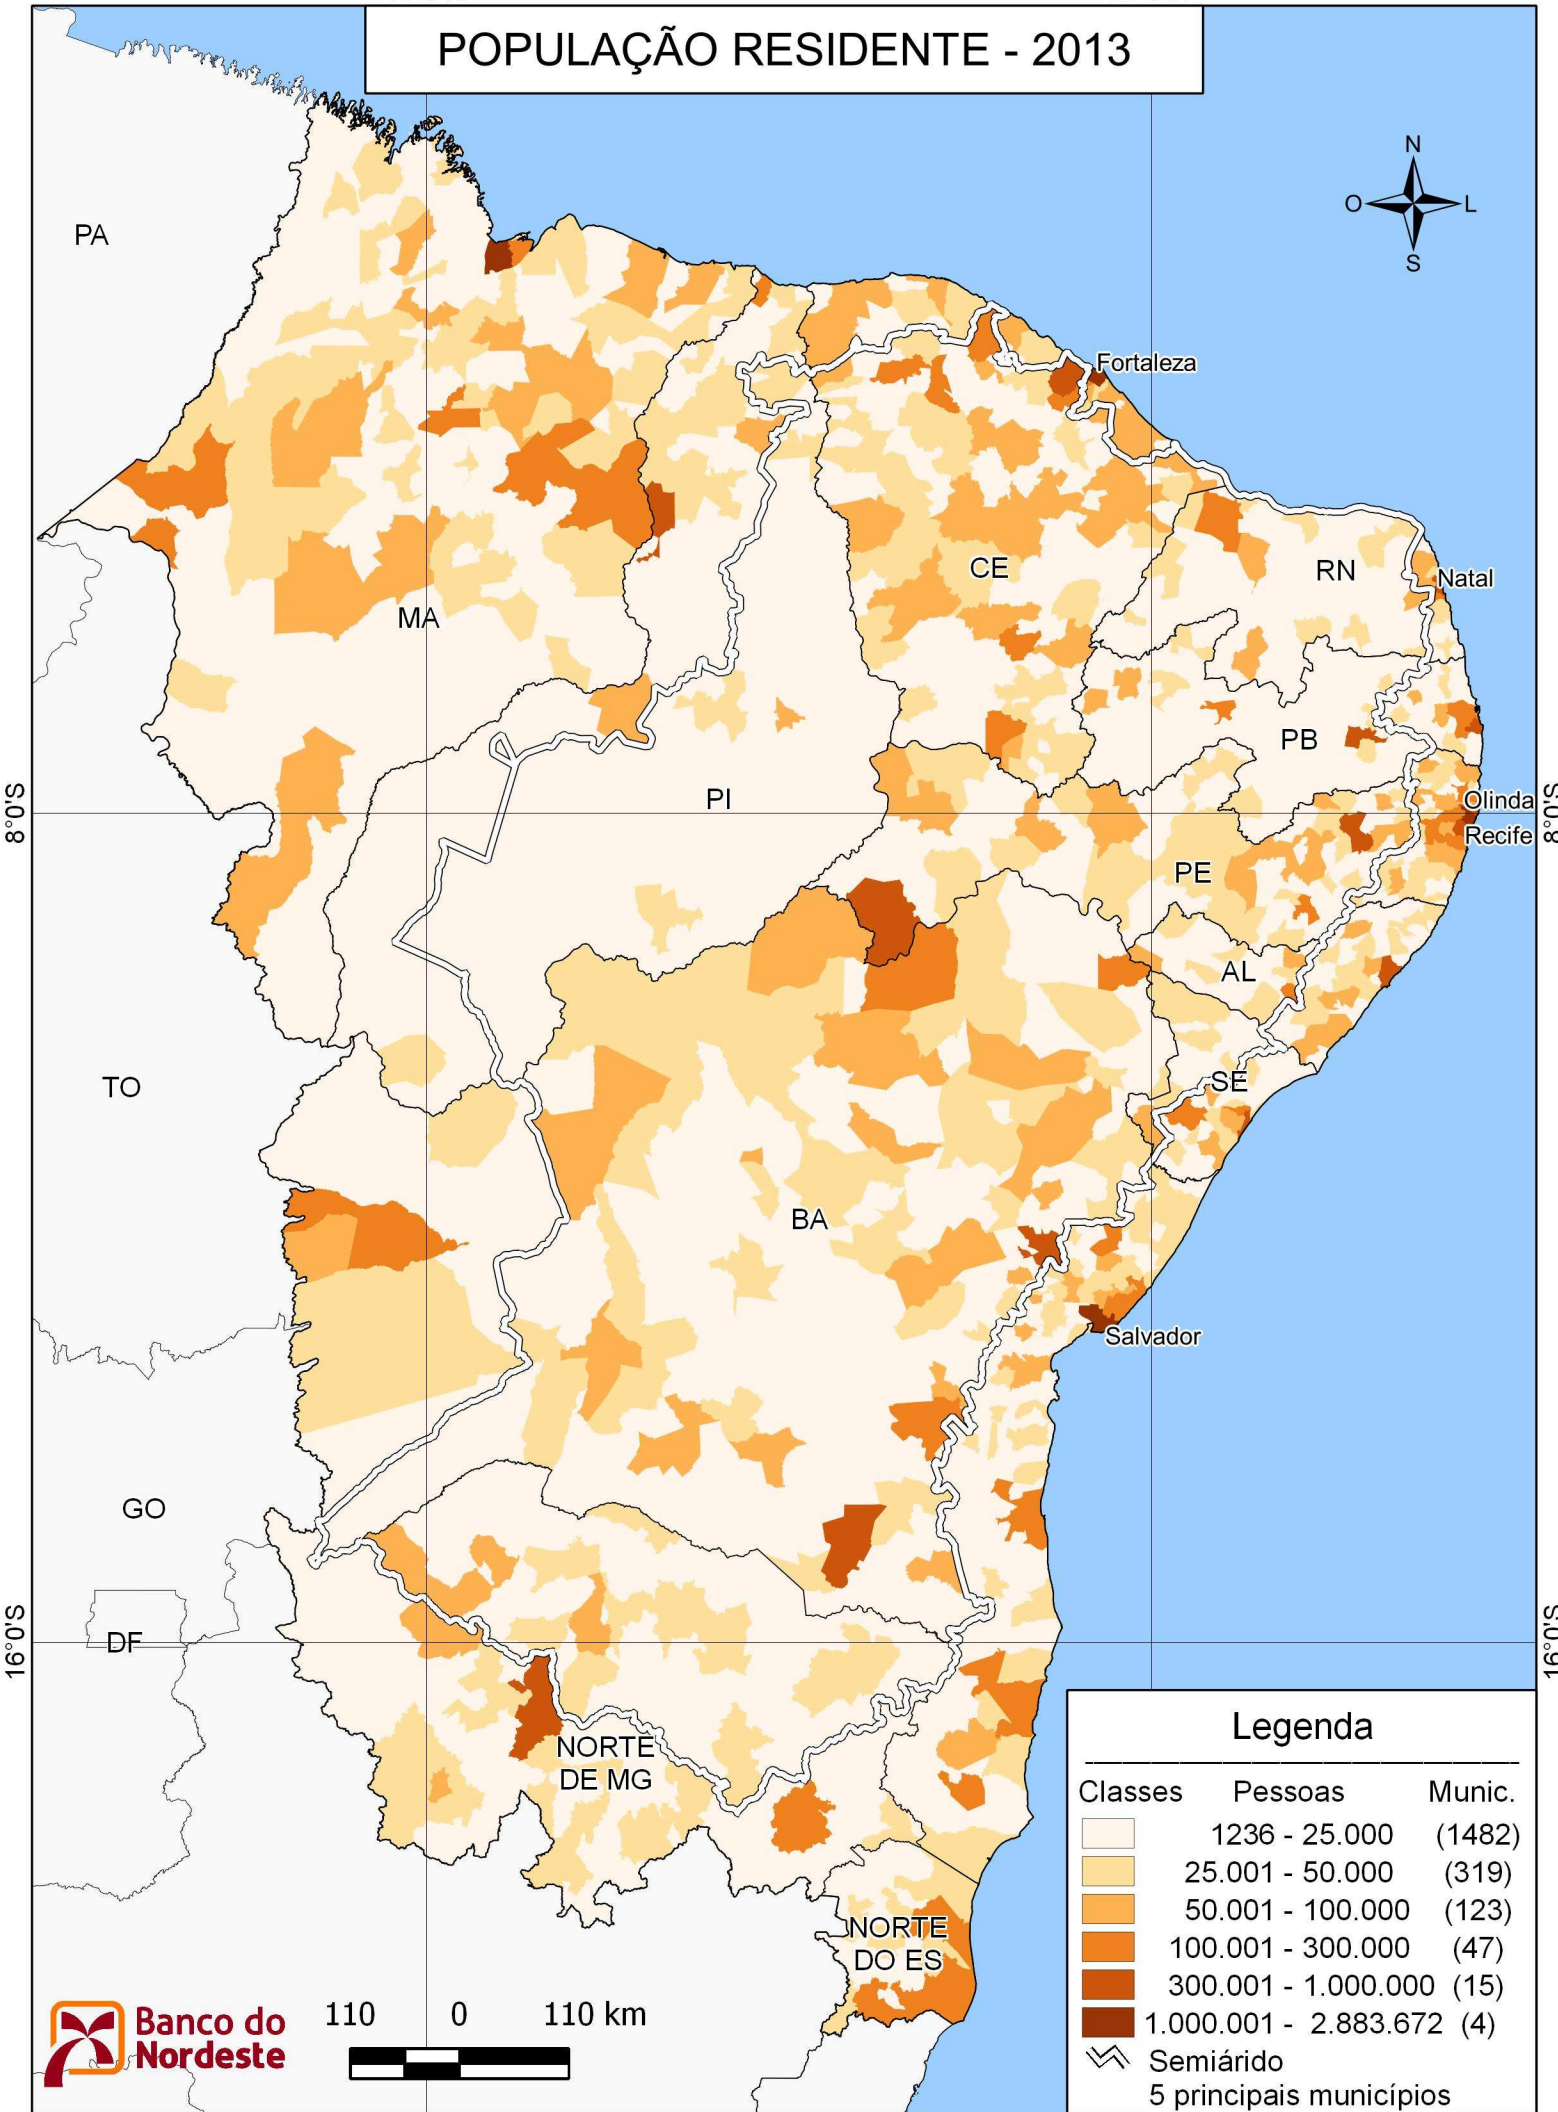 POPULAÇÃO RESIDENTE - 2013
N
O
L
S
PA
Fortaleza
CE
RN
Natal
MA
PB
PI
8°0'S
8°0'S
Olinda
Recife
PE
AL
TO
SE
BA
Salvador
GO
DF
16°0'S
16°0'S
NORTE
DE MG
NORTE
DO ES
Legenda
Classes Pessoas Munic.
1236 - 25.000 (1482)
25.001 - 50.000 (319)
50.001 - 100.000 (123)
100.001 - 300.000 (47)
300.001 - 1.000.000 (15)
1.000.001 - 2.883.672 (4)
Semiárido
5 principais municípios
Banco do
Nordeste
110 0 110 km